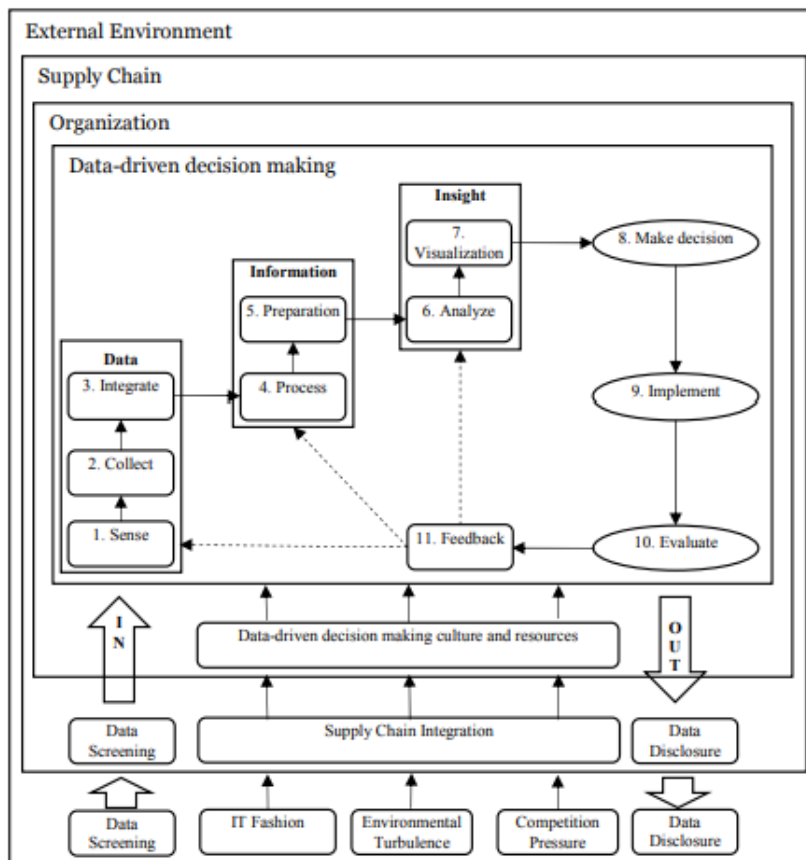 External Environment
Supply Chain
Organization
Data-driven decision making
Insight
7.
Visualization
8. Make decision
Information
5. Preparation
6. Analyze
Data
3. Integrate
4. Process
9. Implement
2. Collect
1. Sense
11. Feedback
10. Evaluate
I
N
Data-driven decision making culture and resources
O
U
T
Data
Screening
Supply Chain Integration
Data
Disclosure
Data
Screening
IT Fashion
Environmental
Turbulence
Competition
Pressure
Data
Disclosure